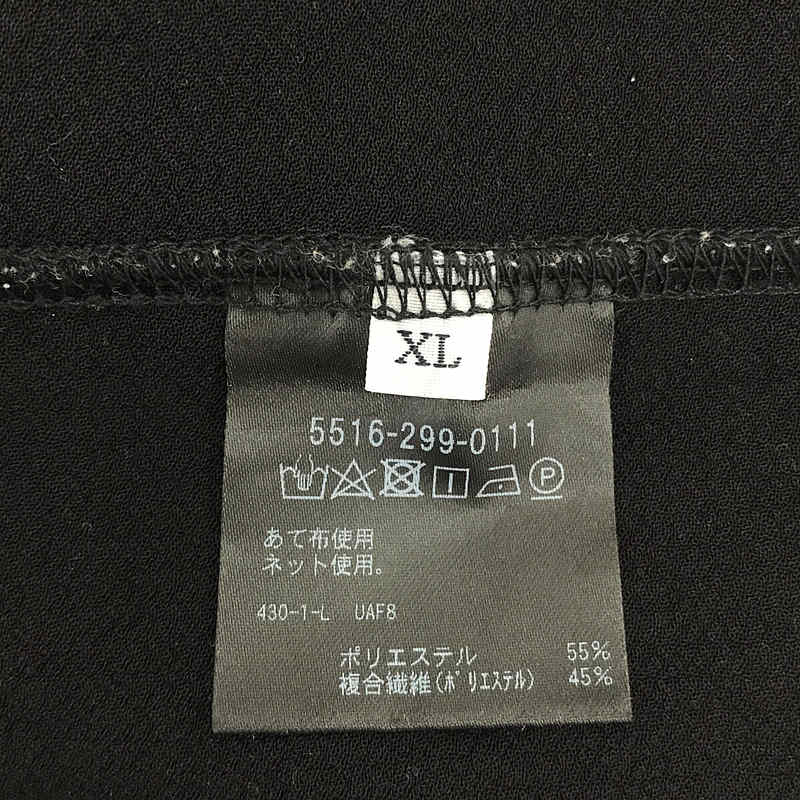 XL
5516-299-0111
P
あて布使用
ネット使用。
430-1-L UAF8
ポリエステル 55%
複合繊維(ポリエステル) 45%